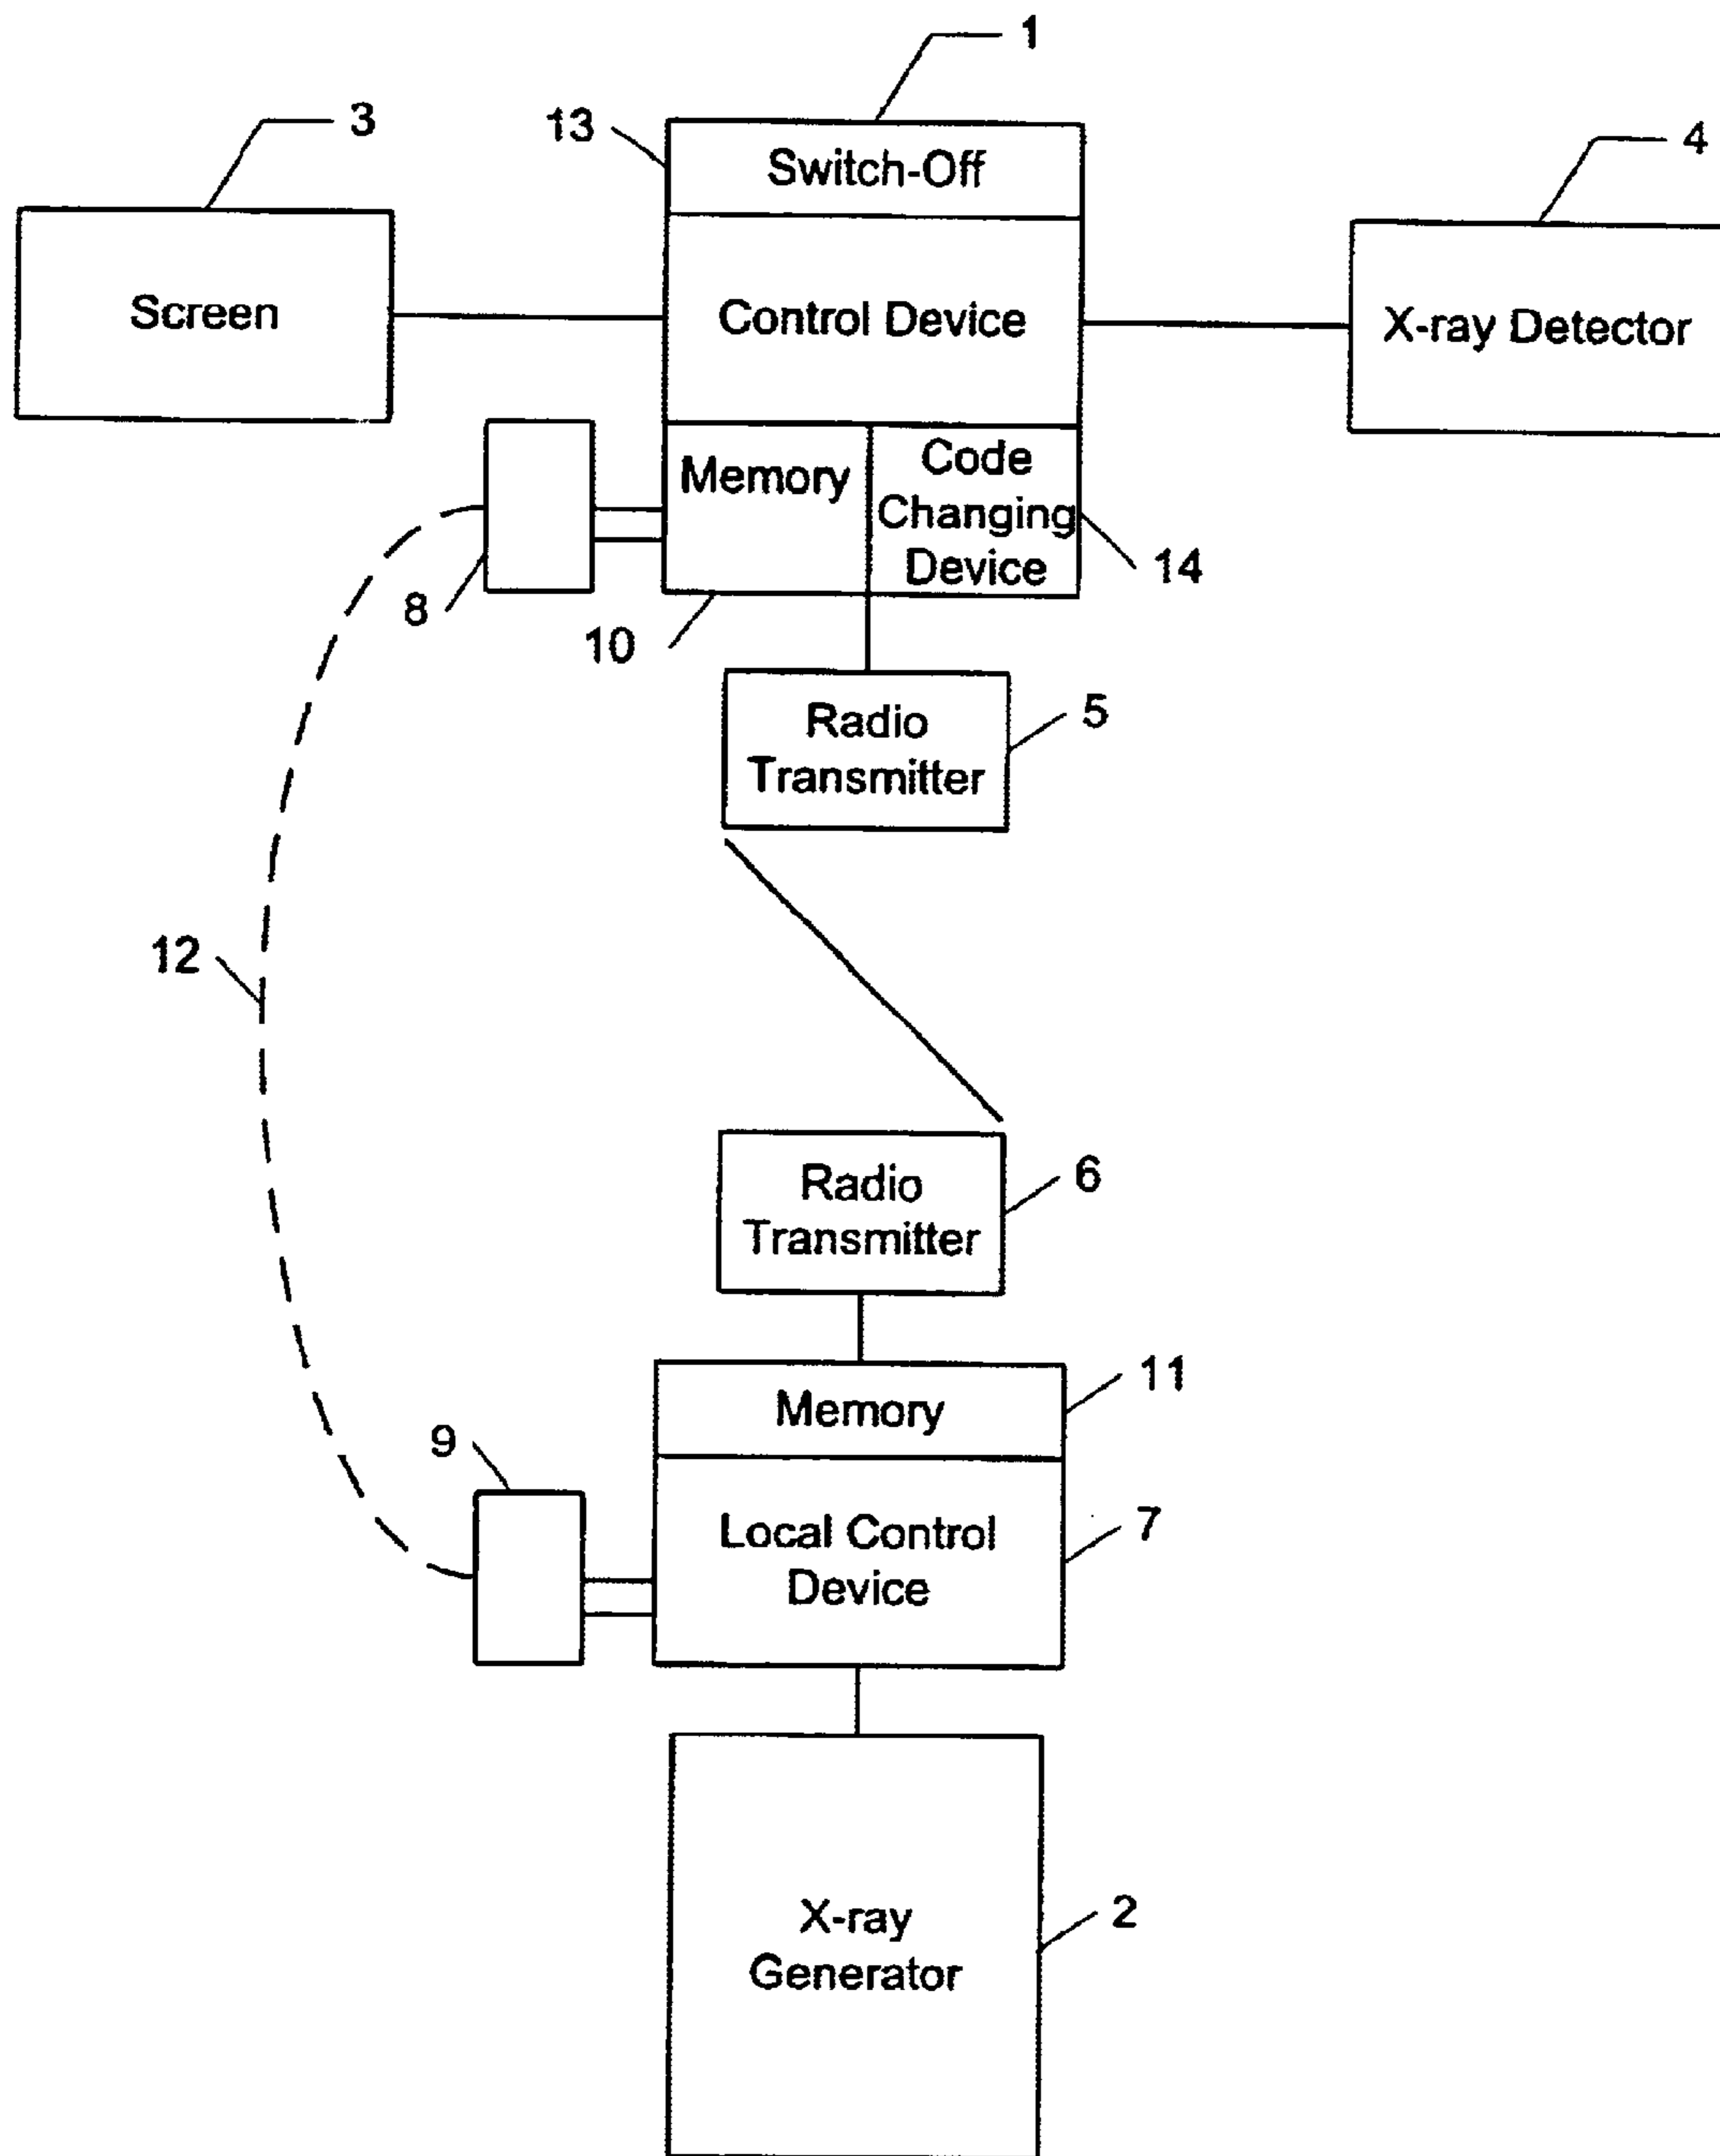 1
3
13
4
Switch-Off
Screen
Control Device
X-ray Detector
Memory
Code
Changing
Device
8
10
14
Radio
Transmitter
5
12
Radio
Transmitter
6
Memory
11
9
Local Control
Device
7
X-ray
Generator
2